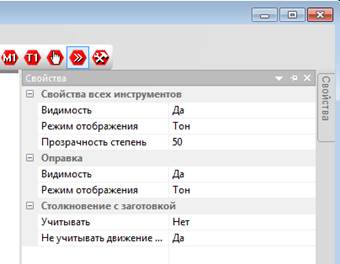 M1 T1
Свойства
Свойства всех инструментов
Видимость Да
Режим отображения Тон
Прозрачность степень 50
Оправка
Видимость Да
Режим отображения Тон
Столкновение с заготовкой
Учитывать Нет
Не учитывать движение ... Да
Свойства